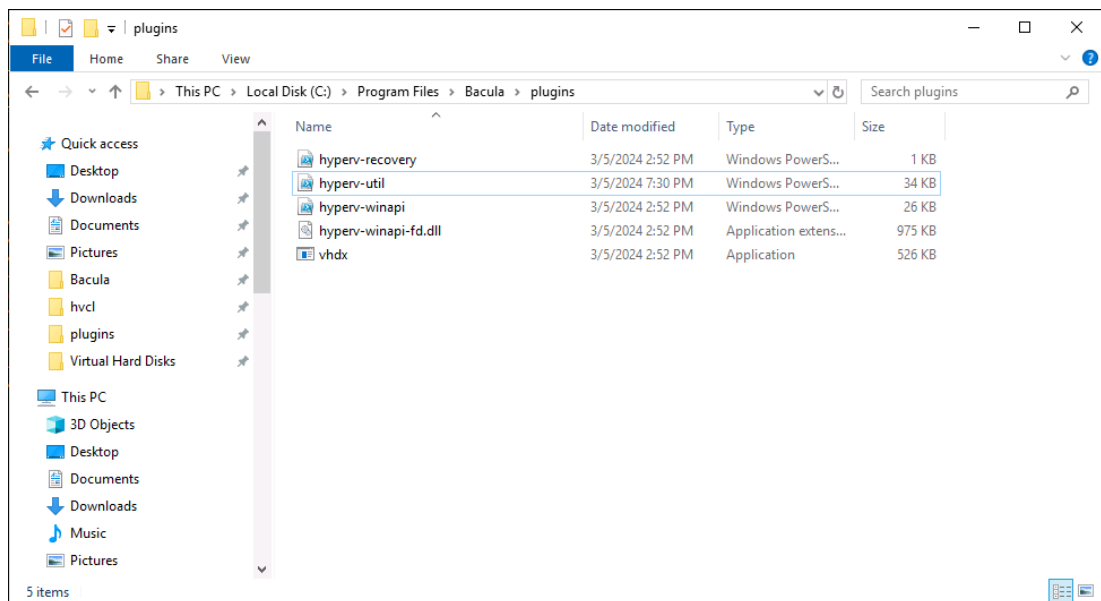 plugins
File Home Share View
This PC > Local Disk (C:) > Program Files > Bacula > plugins Search plugins
Quick access
Desktop
Downloads
Documents
Pictures
Bacula
hvcl
plugins
Virtual Hard Disks
This PC
3D Objects
Desktop
Documents
Downloads
Music
Pictures
Name Date modified Type Size
hyperv-recovery 3/5/2024 2:52 PM Windows PowerS... 1 KB
hyperv-util 3/5/2024 7:30 PM Windows PowerS... 34 KB
hyperv-winapi 3/5/2024 2:52 PM Windows PowerS... 26 KB
hyperv-winapi-fd.dll 3/5/2024 2:52 PM Application extens... 975 KB
vhdx 3/5/2024 2:52 PM Application 526 KB
5 items